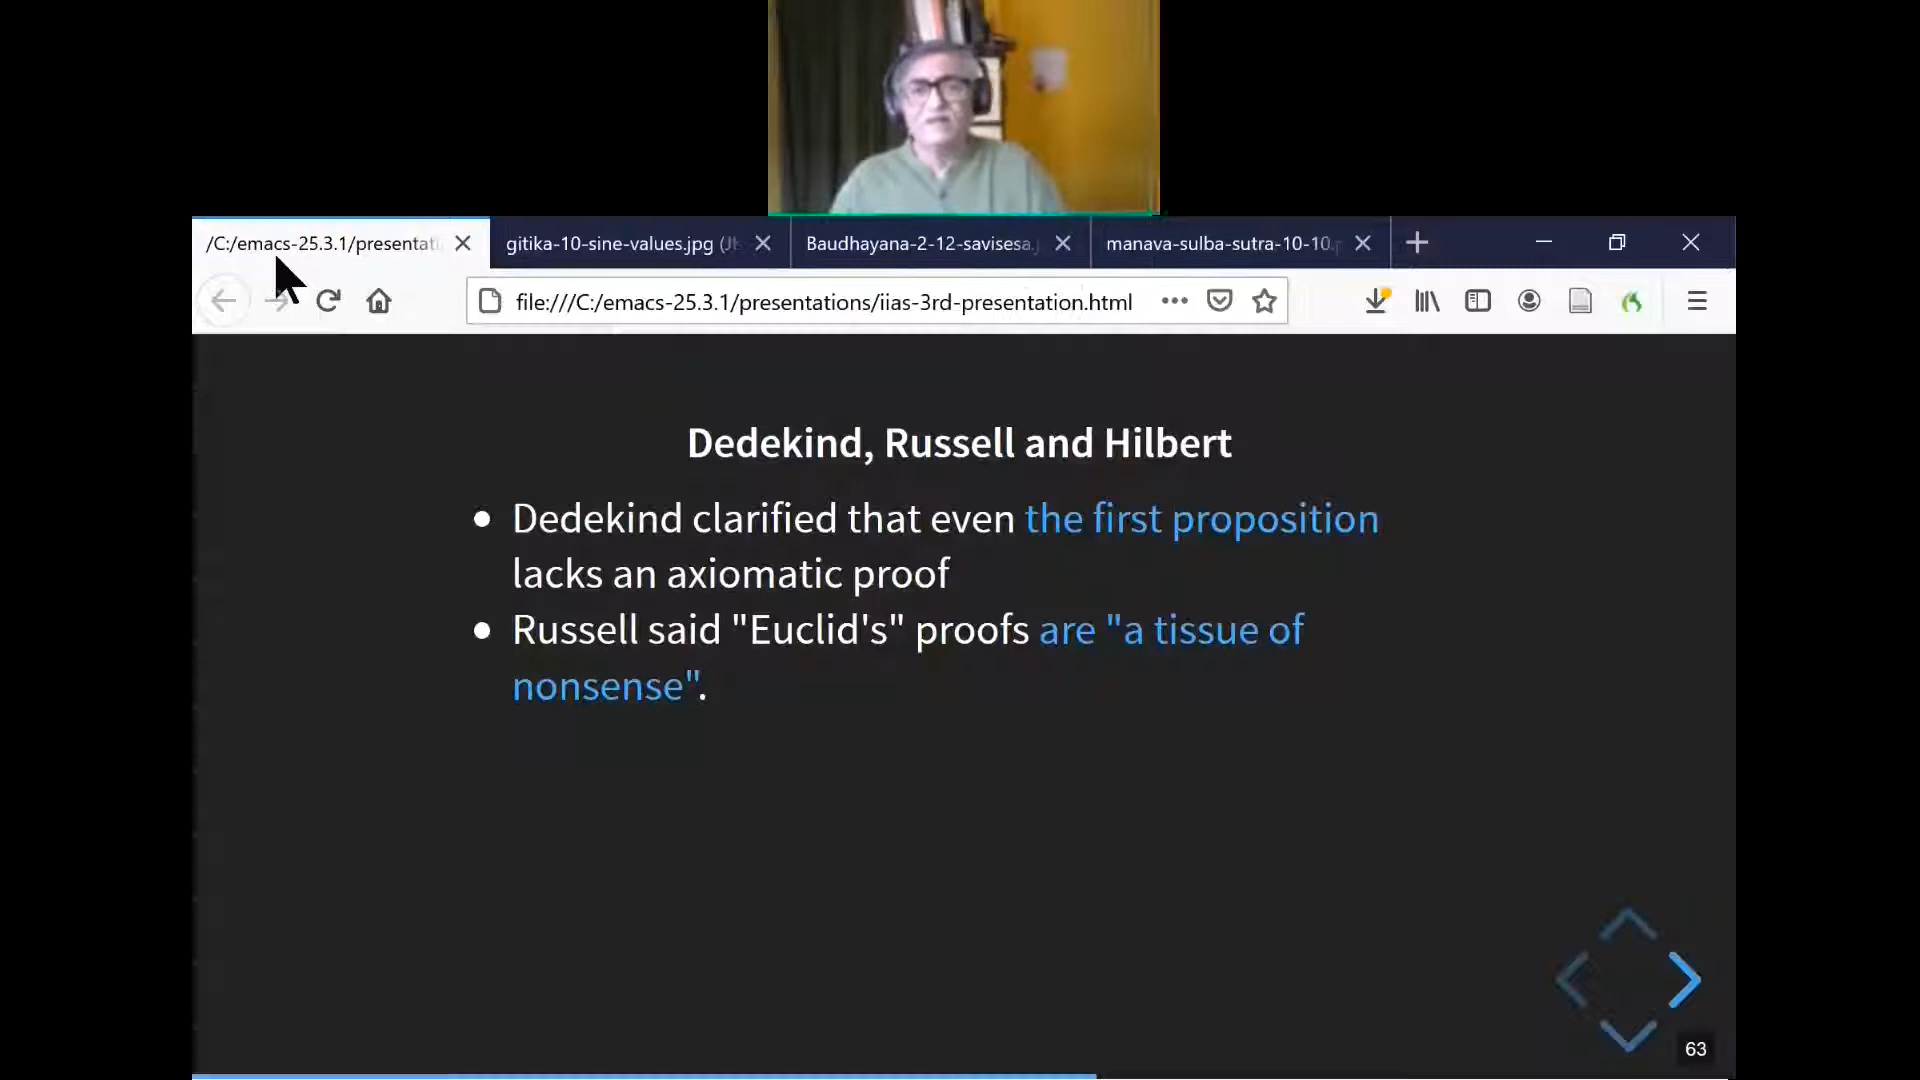 /C:/emacs-25.3.1/presentati
gitika-10-sine-values.jpg (J
Baudhayana-2-12-savisesa.
manava-sulba-sutra-10-10.
file:///C:/emacs-25.3.1/presentations/iias-3rd-presentation.html
Dedekind, Russell and Hilbert
• Dedekind clarified that even the first proposition
lacks an axiomatic proof
• Russell said "Euclid's" proofs are "a tissue of
nonsense".
63